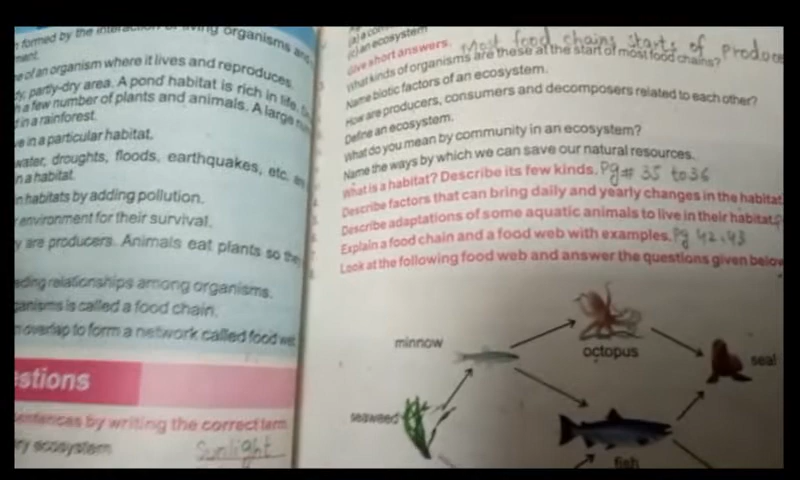 n formed by the interaction of living organisms and
ment.
e of an organism where it lives and reproduces.
dry, partly-dry area. A pond habitat is rich in life,
h a few number of plants and animals. A large
d in a rainforest.
ve in a particular habitat.
water, droughts, floods, earthquakes, etc.
n a habitat.
n habitats by adding pollution.
r environment for their survival.
y are producers. Animals eat plants so the
eding relationships among organisms.
ganisms is called a food chain.
n overlap to form a network called food we
stions
sentences by writing the correct term.
ry ecosystem Sunlight
(c) an ecosystem
Give short answers. Most food chains starts of produce
What kinds of organisms are these at the start of most food chains?
Name biotic factors of an ecosystem.
How are producers, consumers and decomposers related to each other?
Define an ecosystem.
What do you mean by community in an ecosystem?
Name the ways by which we can save our natural resources.
What is a habitat? Describe its few kinds. Pg# 35 to 36
Describe factors that can bring daily and yearly changes in the habitat
Describe adaptations of some aquatic animals to live in their habitat.
Explain a food chain and a food web with examples. Pg 42,43
Look at the following food web and answer the questions given below
minnow
octopus
seal
seaweed
fish